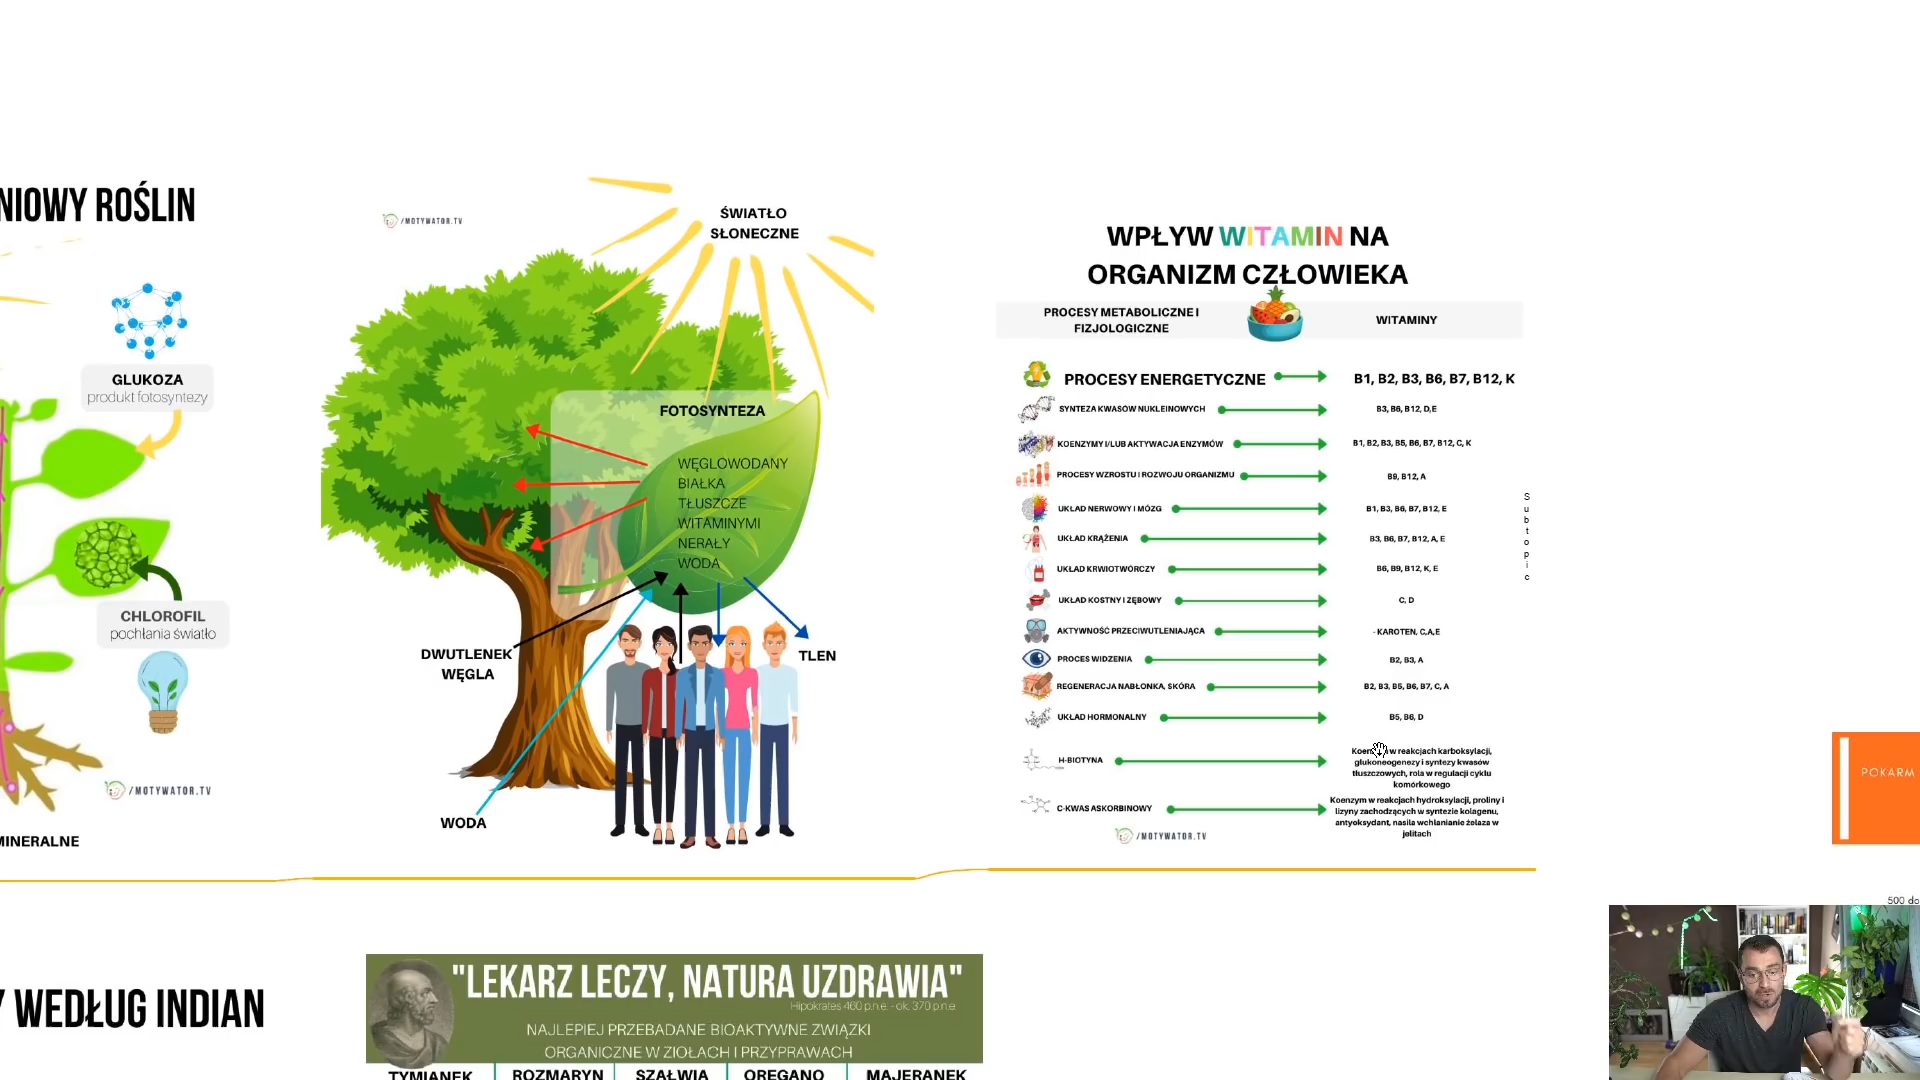 NIOWY ROŚLIN
GLUKOZA
produkt fotosyntezy
CHLOROFIL
pochłania światło
/MOTYWATOR.TV
MINERALNE
/MOTYWATOR.TV
ŚWIATŁO
SŁONECZNE
FOTOSYNTEZA
WĘGLOWODANY
BIAŁKA
TŁUSZCZE
WITAMINYMI
NERAŁY
WODA
DWUTLENEK
WĘGLA
TLEN
WODA
WPŁYW WITAMIN NA
ORGANIZM CZŁOWIEKA
PROCESY METABOLICZNE I
FIZJOLOGICZNE
WITAMINY
PROCESY ENERGETYCZNE
B1, B2, B3, B6, B7, B12, K
SYNTEZA KWASÓW NUKLEINOWYCH
B3, B6, B12, D,E
KOENZYMY I/LUB AKTYWACJA ENZYMÓW
B1, B2, B3, B5, B6, B7, B12, C, K
PROCESY WZROSTU I ROZWOJU ORGANIZMU
B9, B12, A
UKŁAD NERWOWY I MÓZG
B1, B3, B6, B7, B12, E
UKŁAD KRĄŻENIA
B3, B6, B7, B12, A, E
UKŁAD KRWIOTWÓRCZY
B6, B9, B12, K, E
UKŁAD KOSTNY I ZĘBOWY
C, D
AKTYWNOŚĆ PRZECIWUTLENIAJĄCA
- KAROTEN, C,A,E
PROCES WIDZENIA
B2, B3, A
REGENERACJA NABŁONKA, SKÓRA
B2, B3, B5, B6, B7, C, A
UKŁAD HORMONALNY
B5, B6, D
H-BIOTYNA
Koenzym w reakcjach karboksylacji,
glukoneogenezy i syntezy kwasów
tłuszczowych, rola w regulacji cyklu
komórkowego
C-KWAS ASKORBINOWY
Koenzym w reakcjach hydroksylacji, proliny i
lizyny zachodzących w syntezie kolagenu,
antyoksydant, nasila wchłanianie żelaza w
jelitach
/MOTYWATOR.TV
Subtopic
POKARM
500 do
Y WEDŁUG INDIAN
"LEKARZ LECZY, NATURA UZDRAWIA"
Hipokrates 460 p.n.e. - ok. 370 p.n.e.
NAJLEPIEJ PRZEBADANE BIOAKTYWNE ZWIĄZKI
ORGANICZNE W ZIOŁACH I PRZYPRAWACH
TYMIANEK
ROZMARYN
SZAŁWIA
OREGANO
MAJERANEK